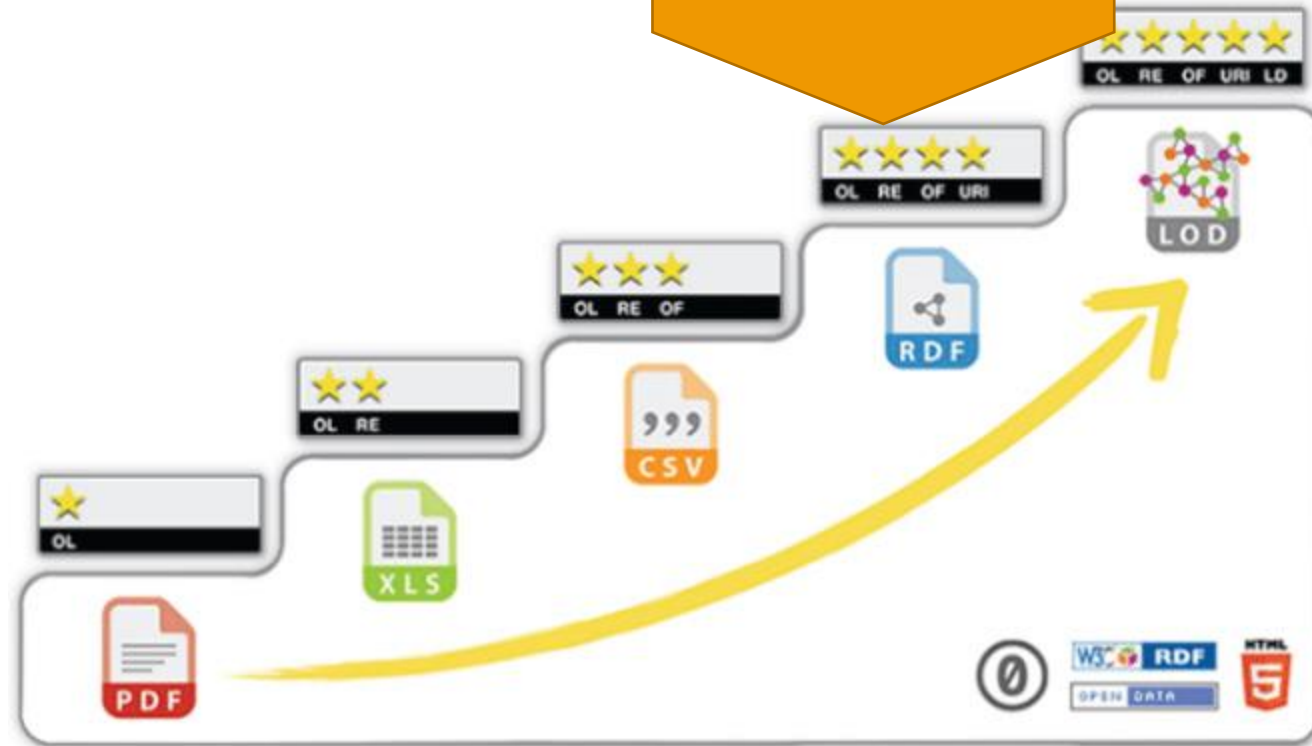 OL RE OF URI LD
LOD
OL RE OF URI
RDF
OL RE OF
CSV
OL RE
XLS
OL
PDF
W3C RDF
OPEN DATA
0
HTML
5